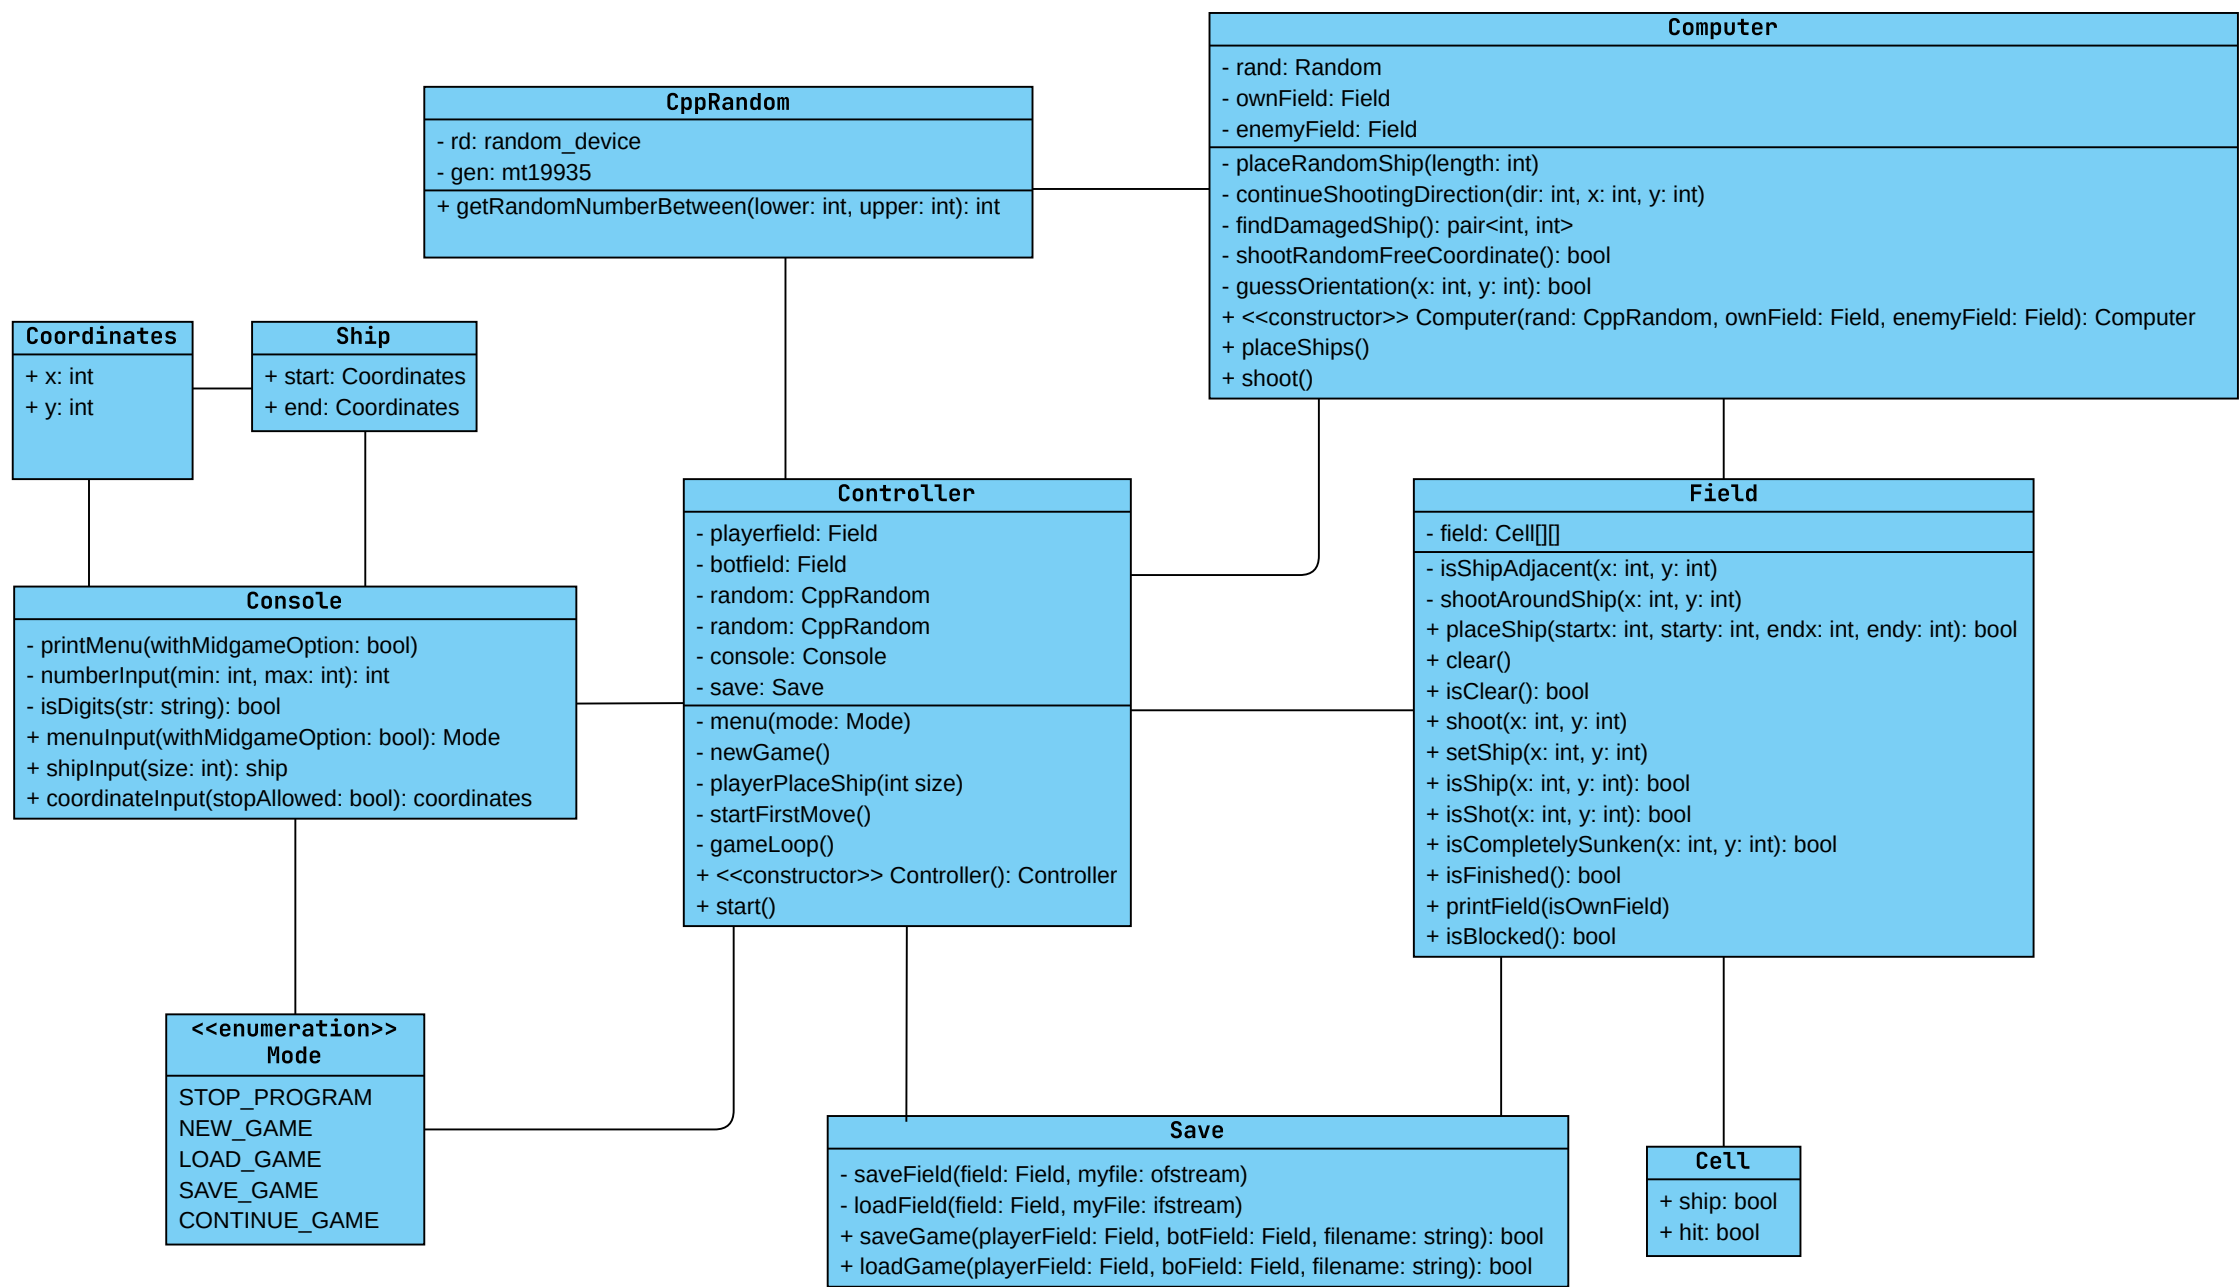 Computer
- rand: Random
- ownField: Field
- enemyField: Field
- placeRandomShip(length: int)
- continueShootingDirection(dir: int, x: int, y: int)
- findDamagedShip(): pair<int, int>
- shootRandomFreeCoordinate(): bool
- guessOrientation(x: int, y: int): bool
+ <<constructor>> Computer(rand: CppRandom, ownField: Field, enemyField: Field): Computer
+ placeShips()
+ shoot()
CppRandom
- rd: random_device
- gen: mt19935
+ getRandomNumberBetween(lower: int, upper: int): int
Coordinates
+ x: int
+ y: int
Ship
+ start: Coordinates
+ end: Coordinates
Controller
- playerfield: Field
- botfield: Field
- random: CppRandom
- random: CppRandom
- console: Console
- save: Save
- menu(mode: Mode)
- newGame()
- playerPlaceShip(int size)
- startFirstMove()
- gameLoop()
+ <<constructor>> Controller(): Controller
+ start()
Field
- field: Cell[][]
- isShipAdjacent(x: int, y: int)
- shootAroundShip(x: int, y: int)
+ placeShip(startx: int, starty: int, endx: int, endy: int): bool
+ clear()
+ isClear(): bool
+ shoot(x: int, y: int)
+ setShip(x: int, y: int)
+ isShip(x: int, y: int): bool
+ isShot(x: int, y: int): bool
+ isCompletelySunken(x: int, y: int): bool
+ isFinished(): bool
+ printField(isOwnField)
+ isBlocked(): bool
Console
- printMenu(withMidgameOption: bool)
- numberInput(min: int, max: int): int
- isDigits(str: string): bool
+ menuInput(withMidgameOption: bool): Mode
+ shipInput(size: int): ship
+ coordinateInput(stopAllowed: bool): coordinates
<<enumeration>>
Mode
STOP_PROGRAM
NEW_GAME
LOAD_GAME
SAVE_GAME
CONTINUE_GAME
Save
- saveField(field: Field, myfile: ofstream)
- loadField(field: Field, myFile: ifstream)
+ saveGame(playerField: Field, botField: Field, filename: string): bool
+ loadGame(playerField: Field, boField: Field, filename: string): bool
Cell
+ ship: bool
+ hit: bool